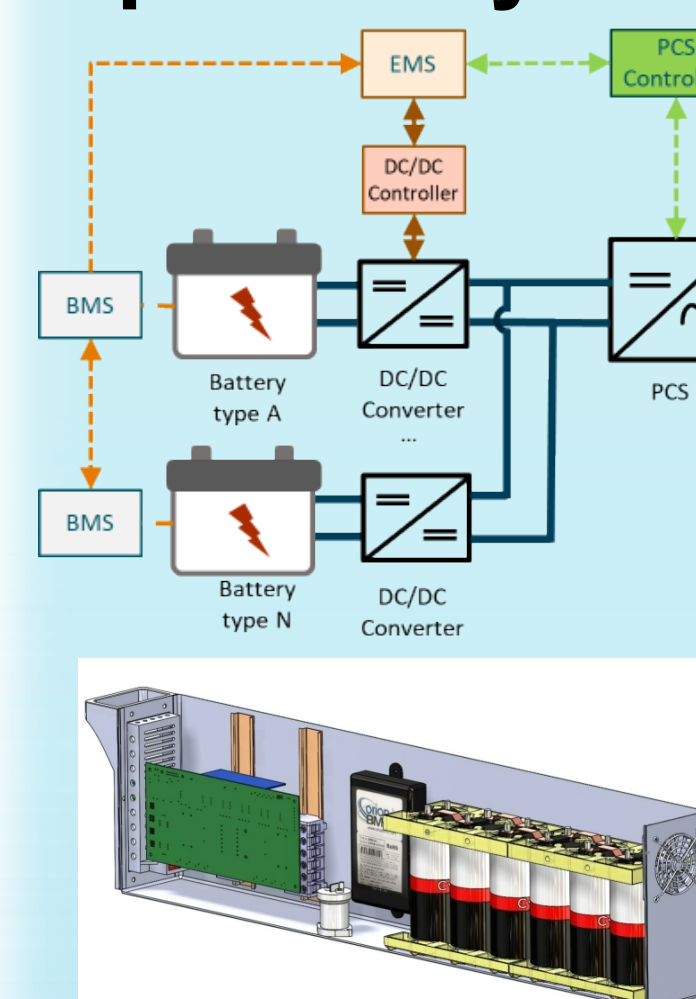 EMS
PCS
DC/DC
Controller
BMS
Battery
type A
DC/DC
Converter
...
PCS
BMS
Battery
type N
DC/DC
Converter
orion
BMS